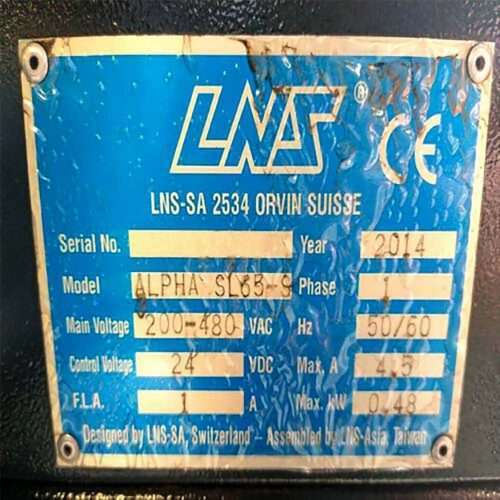 LNS ® CE
LNS-SA 2534 ORVIN SUISSE
Serial No. Year 2014
Model ALPHA SL65-S Phase 1
Main Voltage 200-480 VAC Hz 50/60
Control Voltage 24 VDC Max. A 4.5
F.L.A. 1 A Max. kW 0.48
Designed by LNS-SA, Switzerland - Assembled by LNS-Asia, Taiwan